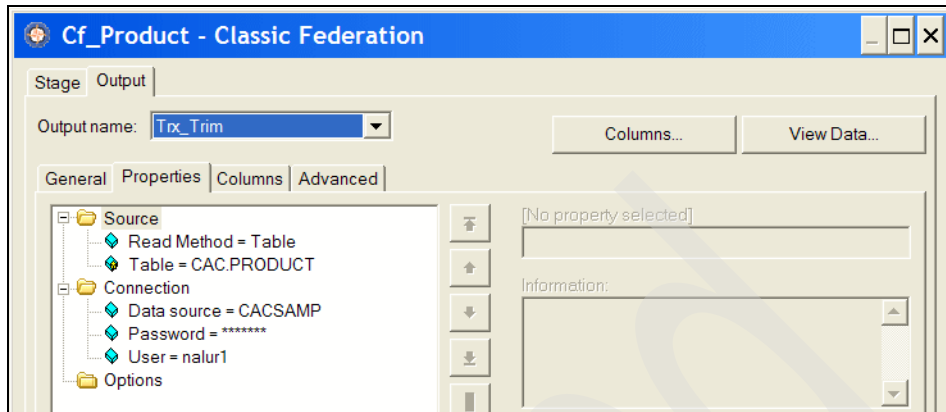 Cf_Product - Classic Federation
Stage Output
Output name: Trx_Trim
Columns... View Data...
General Properties Columns Advanced
Source
Read Method = Table
Table = CAC.PRODUCT
Connection
Data source = CACSAMP
Password = *******
User = nalur1
Options
[No property selected]
Information: